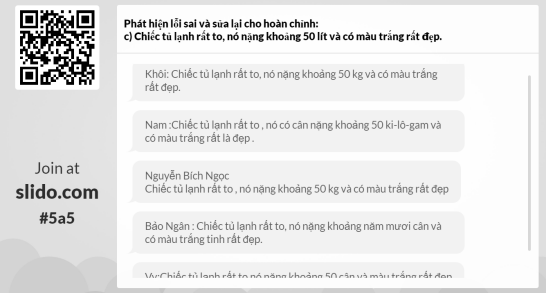 Phát hiện lỗi sai và sửa lại cho hoàn chỉnh:
c) Chiếc tủ lạnh rất to, nó nặng khoảng 50 lít và có màu trắng rất đẹp.
Khôi: Chiếc tủ lạnh rất to, nó nặng khoảng 50 kg và có màu trắng
rất đẹp.
Nam :Chiếc tủ lạnh rất to , nó có cân nặng khoảng 50 ki-lô-gam và
có màu trắng rất là đẹp .
Join at
slido.com
#5a5
Nguyễn Bích Ngọc
Chiếc tủ lạnh rất to , nó nặng khoảng 50 kg và có màu trắng rất đẹp
Bảo Ngân : Chiếc tủ lạnh rất to, nó nặng khoảng năm mươi cân và
có màu trắng tinh rất đẹp.
Vy:Chiếc tủ lạnh rất to nó nặng khoảng 50 cân và màu trắng rất đẹp